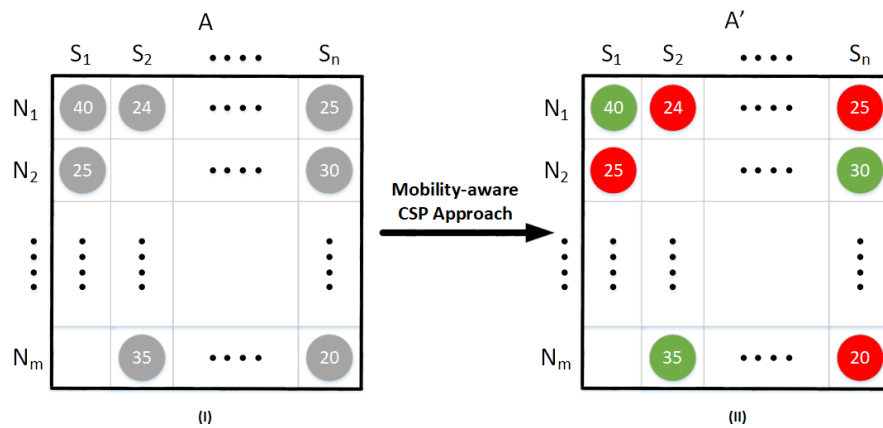 A A'
S1 S2 •••• Sn S1 S2 •••• Sn
N1 40 24 •••• 25 N1 40 24 •••• 25
N2 25 •••• 30 N2 25 •••• 30
Mobility-aware
CSP Approach
Nm 35 •••• 20 Nm 35 •••• 20
(I) (II)